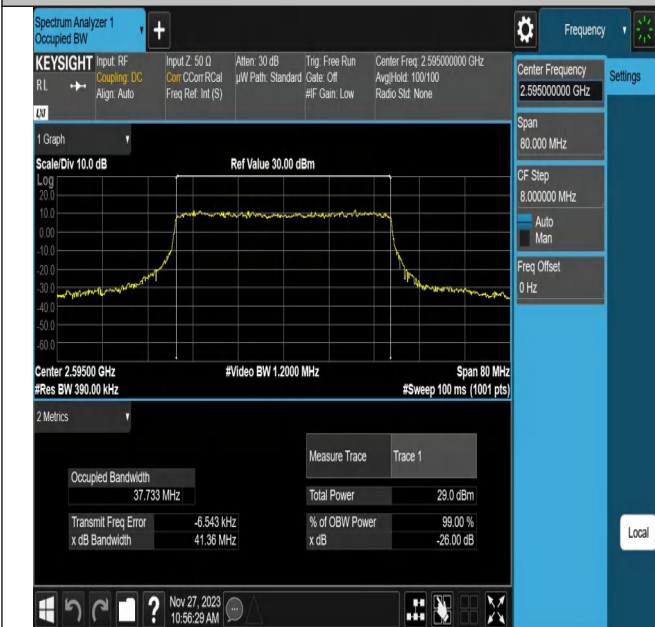 Spectrum Analyzer 1
Occupied BW
+
Frequency
KEYSIGHT
RL
LXI
Input: RF
Coupling: DC
Align: Auto
Input Z: 50 Ω
Corr CCorr RCal
Freq Ref: Int (S)
Atten: 30 dB
µW Path: Standard
Trig: Free Run
Gate: Off
#IF Gain: Low
Center Freq: 2.595000000 GHz
Avg|Hold: 100/100
Radio Std: None
Center Frequency
2.595000000 GHz
Settings
Span
80.000 MHz
CF Step
8.000000 MHz
Auto
Man
Freq Offset
0 Hz
Local
1 Graph
Scale/Div 10.0 dB
Ref Value 30.00 dBm
Log
20.0
10.0
0.00
-10.0
-20.0
-30.0
-40.0
-50.0
-60.0
Center 2.59500 GHz
#Video BW 1.2000 MHz
Span 80 MHz
#Res BW 390.00 kHz
#Sweep 100 ms (1001 pts)
2 Metrics
Measure Trace Trace 1
Occupied Bandwidth
37.733 MHz
Total Power 29.0 dBm
Transmit Freq Error -6.543 kHz
% of OBW Power 99.00 %
x dB Bandwidth 41.36 MHz
x dB -26.00 dB
?
Nov 27, 2023
10:56:29 AM